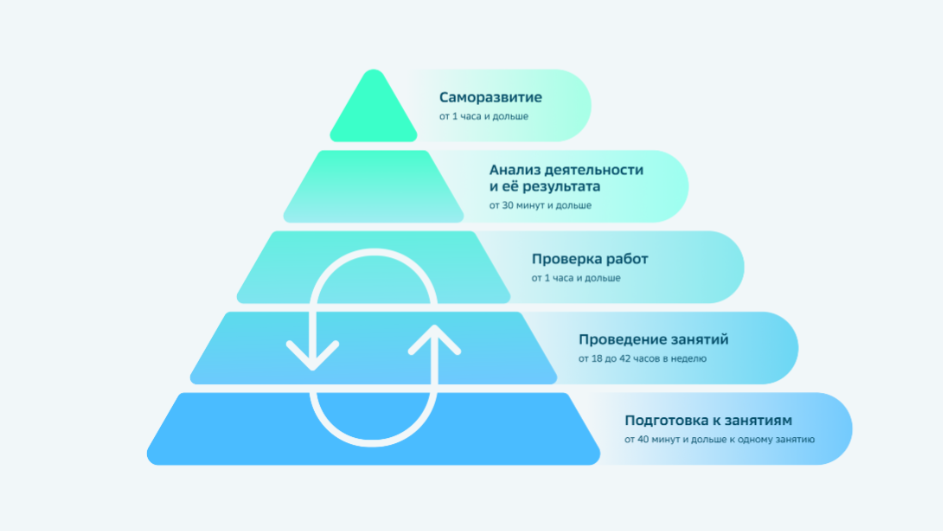 Саморазвитие
от 1 часа и дольше
Анализ деятельности
и её результата
от 30 минут и дольше
Проверка работ
от 1 часа и дольше
Проведение занятий
от 18 до 42 часов в неделю
Подготовка к занятиям
от 40 минут и дольше к одному занятию